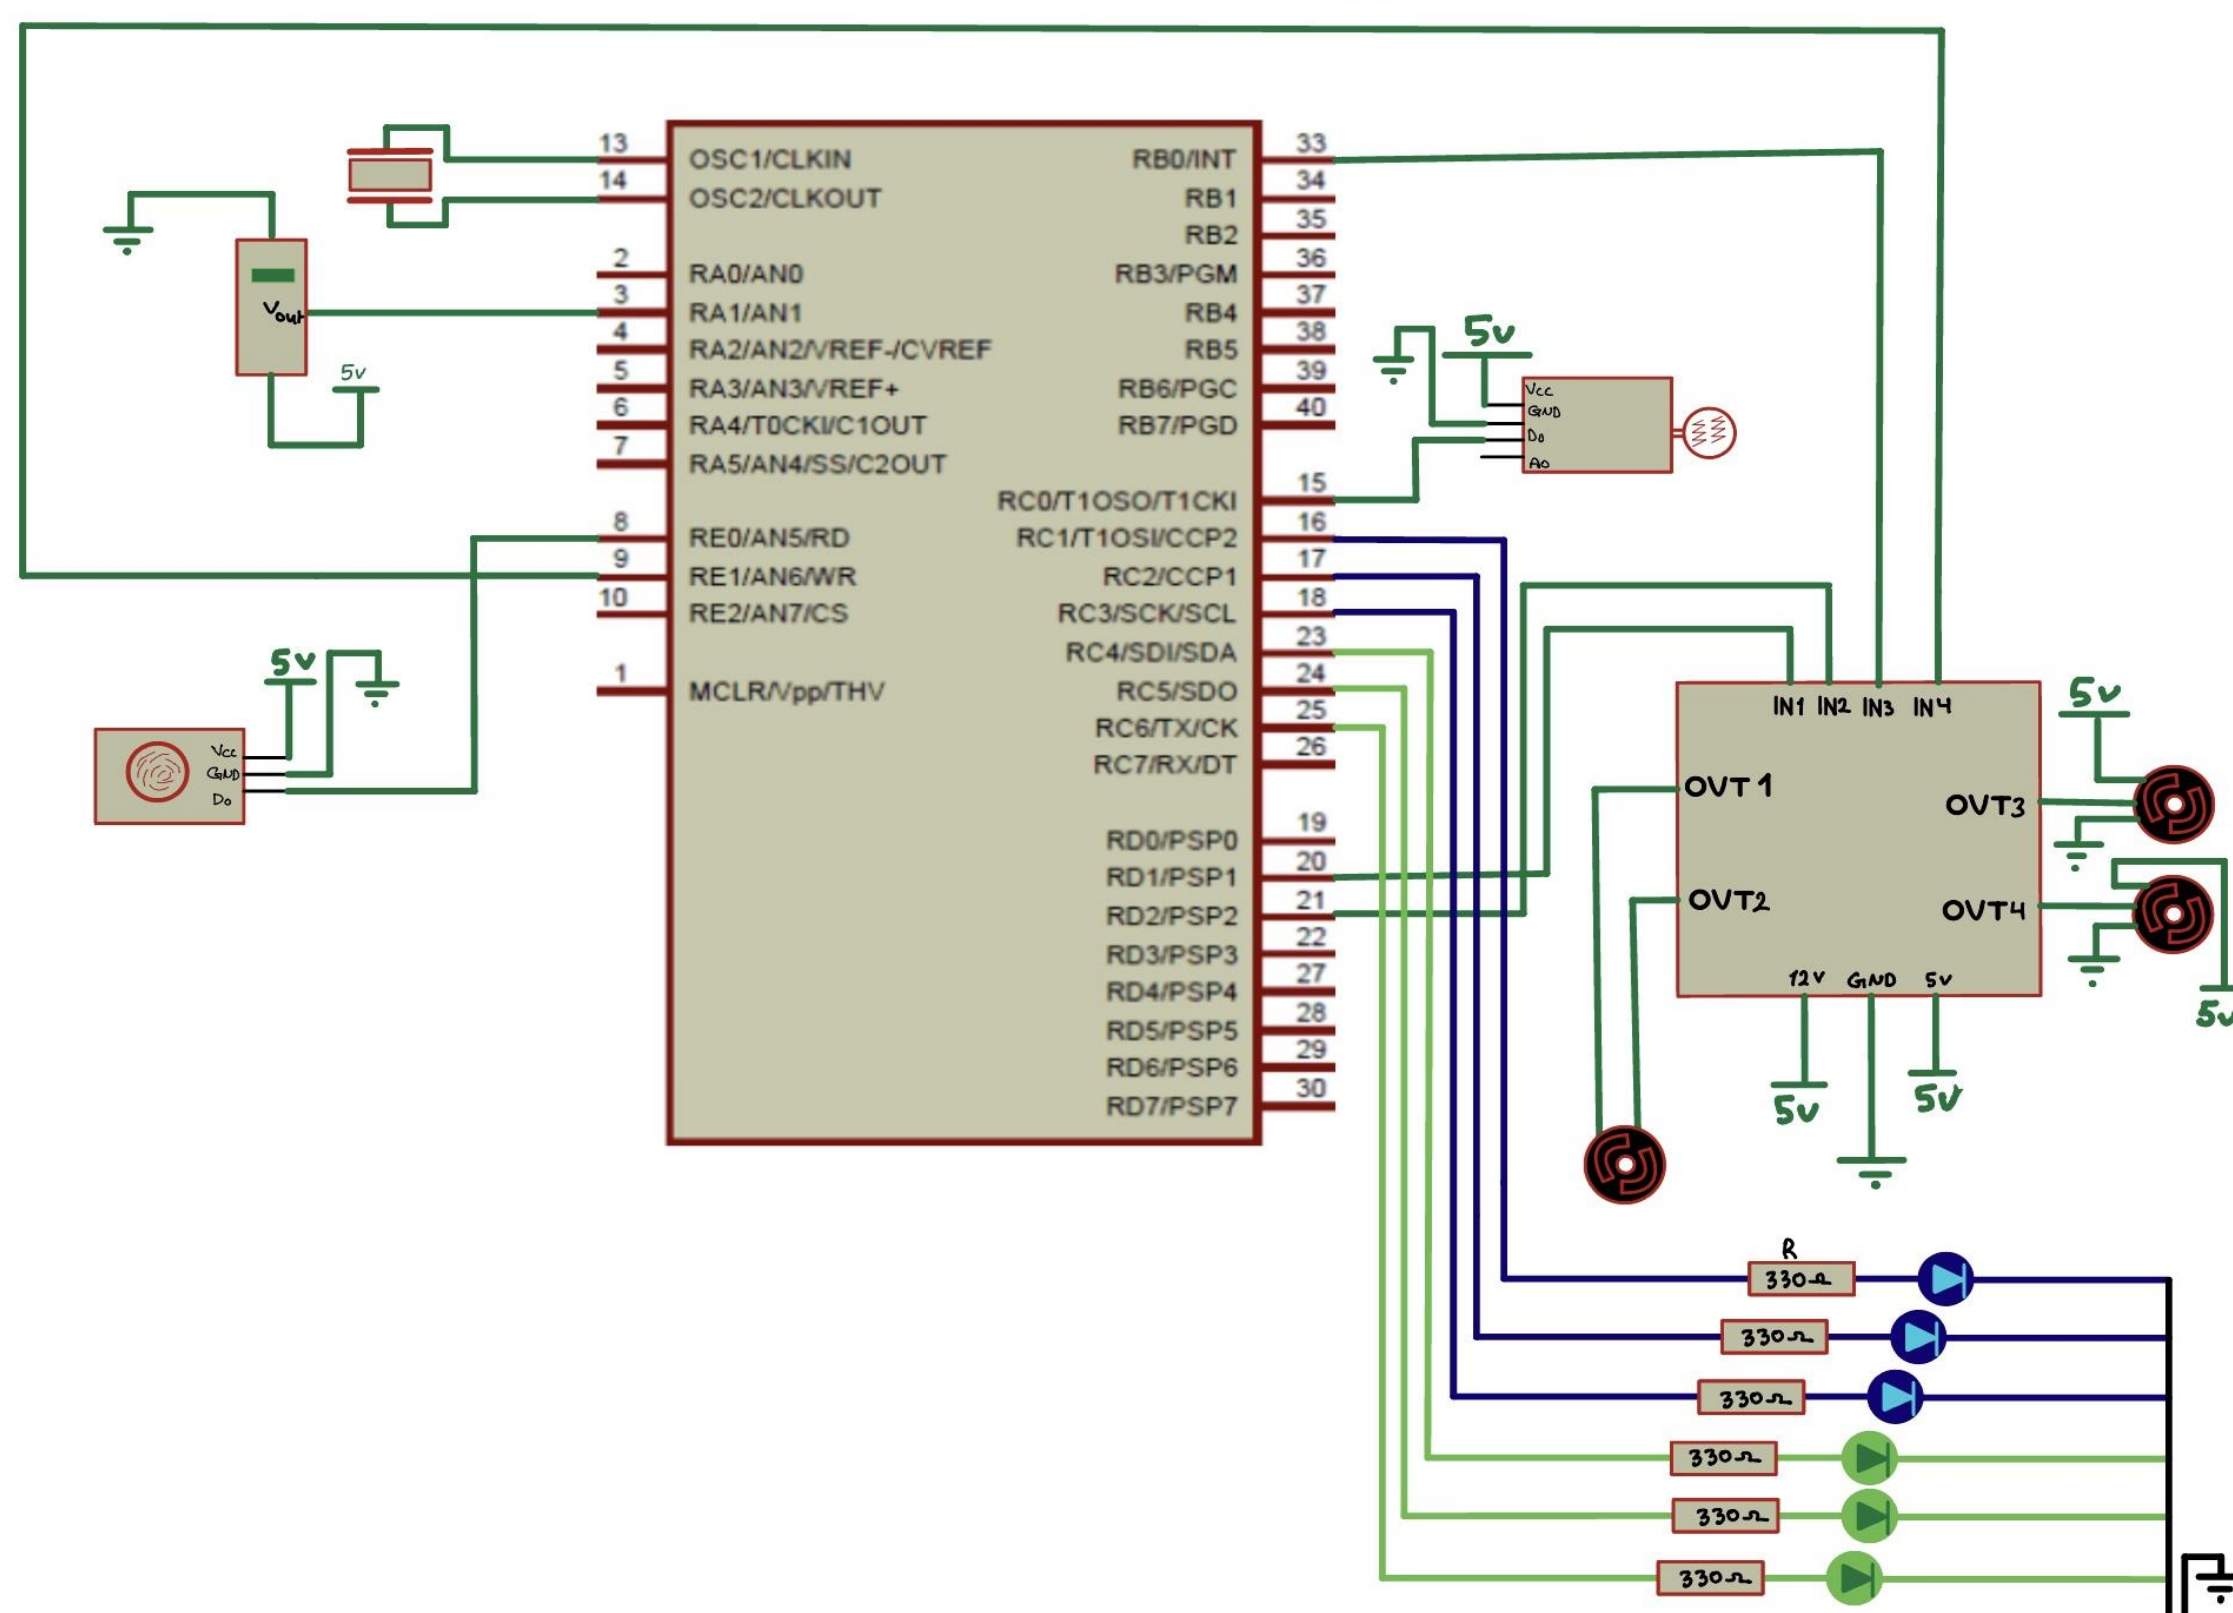 13
OSC1/CLKIN
14
OSC2/CLKOUT
2
RA0/AN0
3
RA1/AN1
4
RA2/AN2/VREF-/CVREF
5
RA3/AN3/VREF+
6
RA4/T0CKI/C1OUT
7
RA5/AN4/SS/C2OUT
8
RE0/AN5/RD
9
RE1/AN6/WR
10
RE2/AN7/CS
1
MCLR/Vpp/THV
33
RB0/INT
34
RB1
35
RB2
36
RB3/PGM
37
RB4
38
RB5
39
RB6/PGC
40
RB7/PGD
15
RC0/T1OSO/T1CKI
16
RC1/T1OSI/CCP2
17
RC2/CCP1
18
RC3/SCK/SCL
23
RC4/SDI/SDA
24
RC5/SDO
25
RC6/TX/CK
26
RC7/RX/DT
19
RD0/PSP0
20
RD1/PSP1
21
RD2/PSP2
22
RD3/PSP3
27
RD4/PSP4
28
RD5/PSP5
29
RD6/PSP6
30
RD7/PSP7
Vout
5v
5v
Vcc
GND
Do
5v
Vcc
GND
Do
Ao
IN1 IN2 IN3 IN4
OVT1
OVT2
OVT3
OVT4
12v GND 5v
5v
5v
5v
5v
R
330Ω
330Ω
330Ω
330Ω
330Ω
330Ω